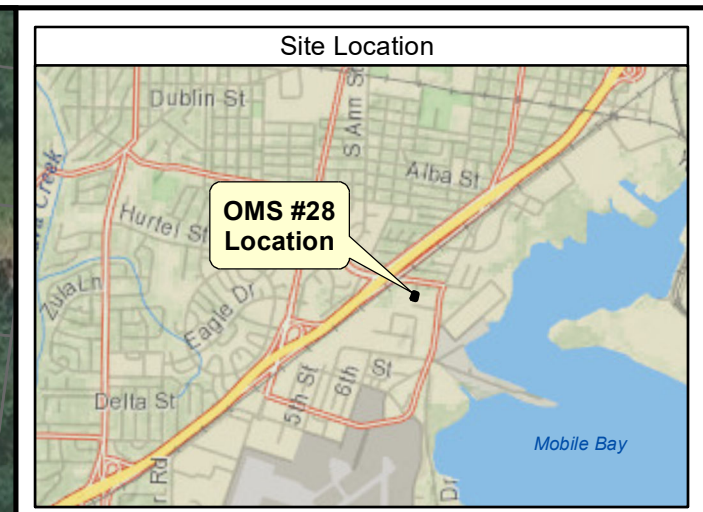 Site Location
Dublin St
S Ann St
Creek
Alba St
Hurtel St
OMS #28
Location
Zula Ln
Eagle Dr
5th St
6th St
Delta St
Mobile Bay
r Rd
Dr